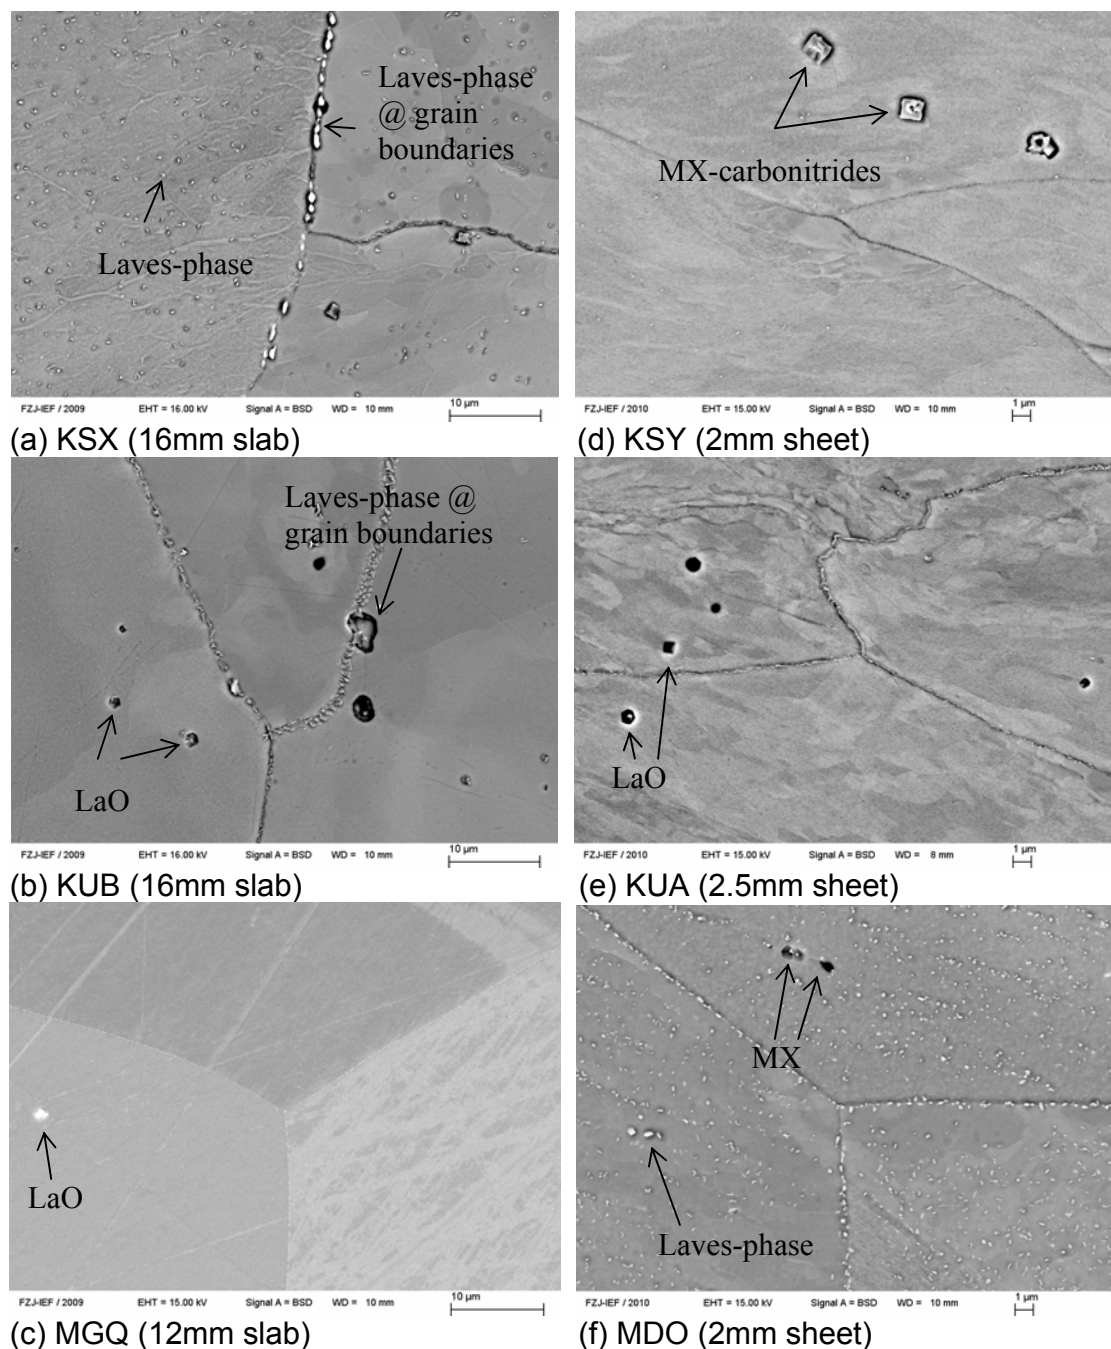 Laves-phase
@ grain
boundaries
Laves-phase
FZJ-IEF / 2009 EHT = 16.00 kV Signal A = BSD WD = 10 mm 10 µm
(a) KSX (16mm slab)
MX-carbonitrides
FZJ-IEF / 2010 EHT = 15.00 kV Signal A = BSD WD = 10 mm 1 µm
(d) KSY (2mm sheet)
Laves-phase @
grain boundaries
LaO
FZJ-IEF / 2009 EHT = 16.00 kV Signal A = BSD WD = 10 mm 10 µm
(b) KUB (16mm slab)
LaO
FZJ-IEF / 2010 EHT = 15.00 kV Signal A = BSD WD = 8 mm 1 µm
(e) KUA (2.5mm sheet)
LaO
FZJ-IEF / 2009 EHT = 15.00 kV Signal A = BSD WD = 10 mm 10 µm
(c) MGQ (12mm slab)
MX
Laves-phase
FZJ-IEF / 2010 EHT = 15.00 kV Signal A = BSD WD = 10 mm 1 µm
(f) MDO (2mm sheet)